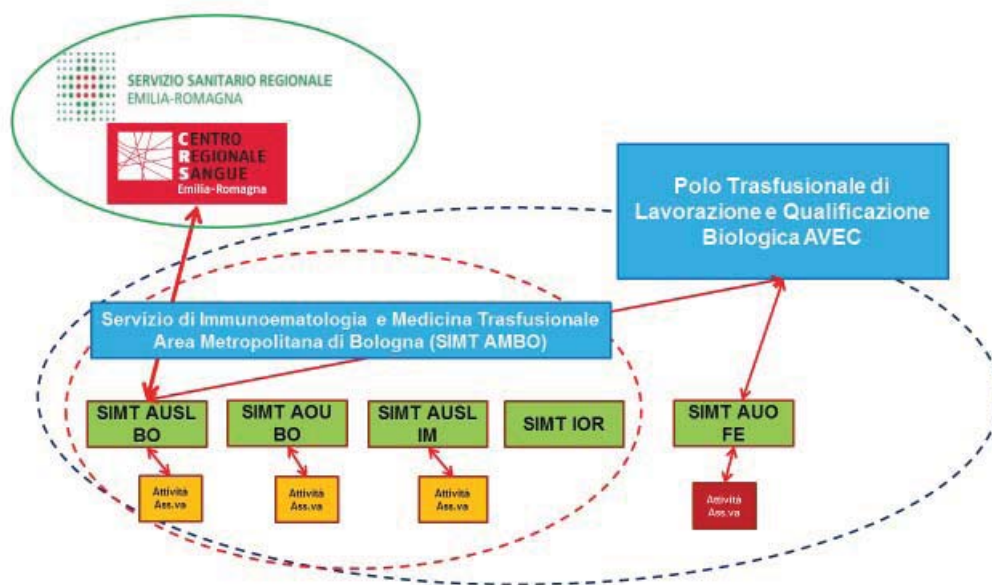 SERVIZIO SANITARIO REGIONALE
EMILIA-ROMAGNA
CENTRO
REGIONALE
SANGUE
Emilia-Romagna
Polo Trasfusionale di
Lavorazione e Qualificazione
Biologica AVEC
Servizio di Immunoematologia e Medicina Trasfusionale
Area Metropolitana di Bologna (SIMT AMBO)
SIMT AUSL
BO
SIMT AOU
BO
SIMT AUSL
IM
SIMT IOR
SIMT AUO
FE
Attività
Ass.va
Attività
Ass.va
Attività
Ass.va
Attività
Ass.va